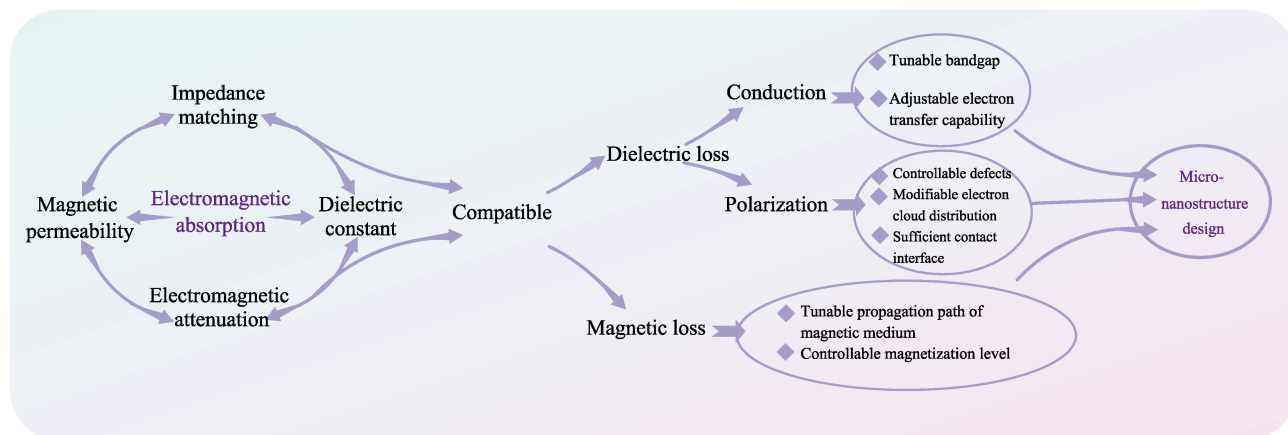 Impedance
matching
Magnetic
permeability
Electromagnetic
absorption
Dielectric
constant
Electromagnetic
attenuation
Compatible
Dielectric loss
Conduction
Tunable bandgap
Adjustable electron
transfer capability
Polarization
Controllable defects
Modifiable electron
cloud distribution
Sufficient contact
interface
Magnetic loss
Tunable propagation path of
magnetic medium
Controllable magnetization level
Micro-
nanostructure
design